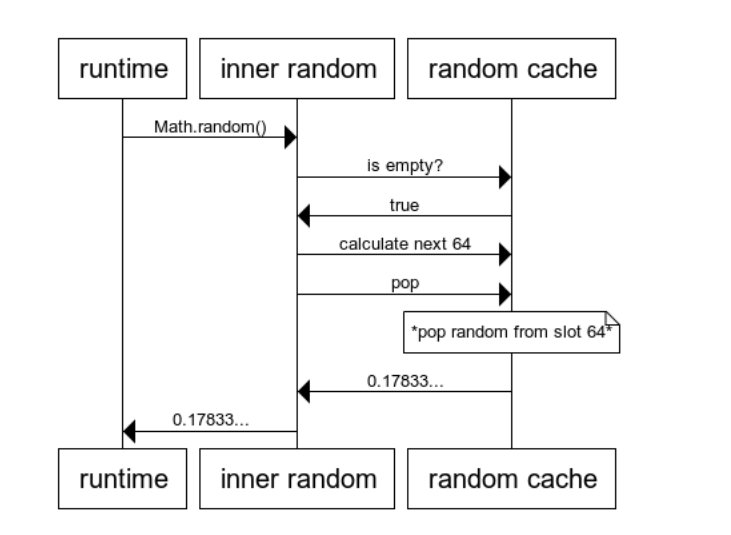 runtime
inner random
random cache
Math.random()
is empty?
true
calculate next 64
pop
*pop random from slot 64*
0.17833...
0.17833...
runtime
inner random
random cache